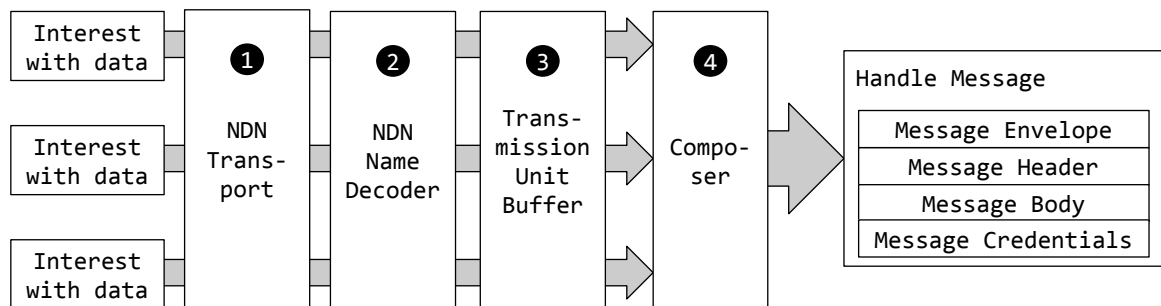 Interest
with data
Interest
with data
Interest
with data
1
NDN
Trans-
port
2
NDN
Name
Decoder
3
Trans-
mission
Unit
Buffer
4
Compo-
ser
Handle Message
Message Envelope
Message Header
Message Body
Message Credentials